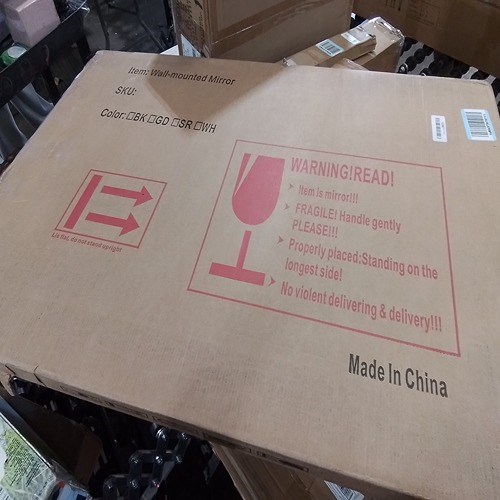 Item: Wall-mounted Mirror
SKU:
Color:□BK □GD □SR □WH
WARNING!READ!
Item is mirror!!!
FRAGILE! Handle gently
PLEASE!!!
Properly placed:Standing on the
longest side!
No violent delivering & delivery!!!
Made In China